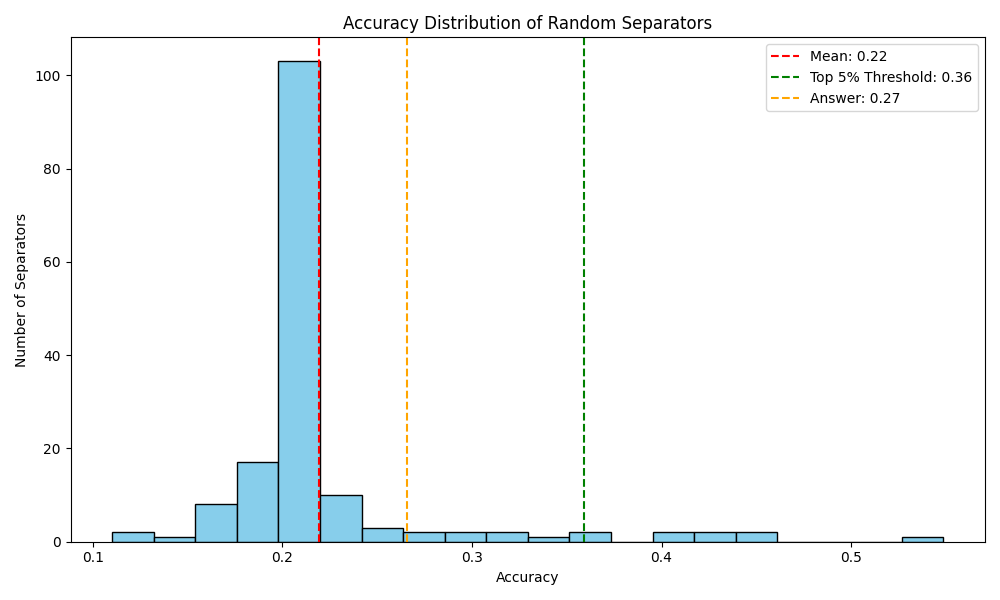 Accuracy Distribution of Random Separators
Mean: 0.22
Top 5% Threshold: 0.36
Answer: 0.27
Number of Separators
100
80
60
40
20
0
0.1 0.2 0.3 0.4 0.5
Accuracy